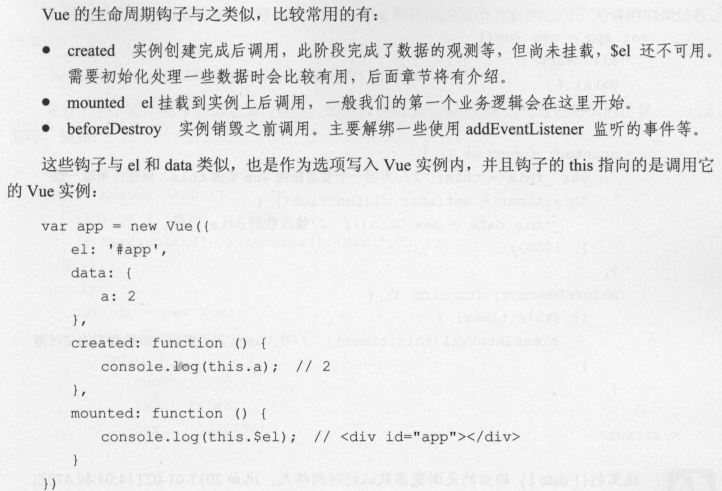 Vue 的生命周期钩子与之类似，比较常用的有：
● created 实例创建完成后调用，此阶段完成了数据的观测等，但尚未挂载，$el 还不可用。
需要初始化处理一些数据时会比较有用，后面章节将有介绍。
● mounted el 挂载到实例上后调用，一般我们的第一个业务逻辑会在这里开始。
● beforeDestroy 实例销毁之前调用。主要解绑一些使用 addEventListener 监听的事件等。
这些钩子与 el 和 data 类似，也是作为选项写入 Vue 实例内，并且钩子的 this 指向的是调用它
的 Vue 实例：
var app = new Vue({
el: '#app',
data: {
a: 2
},
created: function () {
console.log(this.a); // 2
},
mounted: function () {
console.log(this.$el); // <div id="app"></div>
}
})